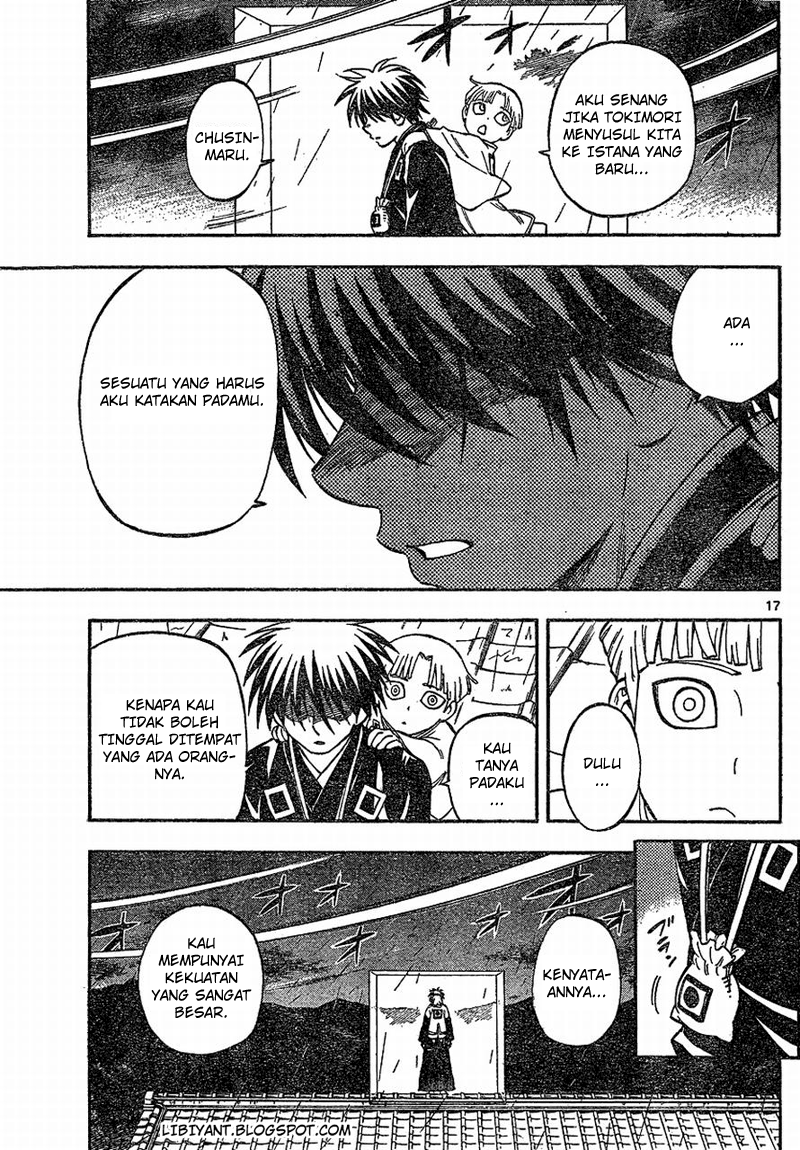 AKU SENANG
JIKA TOKIMORI
MENYUSUL KITA
KE ISTANA YANG
BARU...
CHUSIN-
MARU.
ADA
...
SESUATU YANG HARUS
AKU KATAKAN PADAMU.
17
DULU
...
KAU
TANYA
PADAKU
...
KENAPA KAU
TIDAK BOLEH
TINGGAL DITEMPAT
YANG ADA ORANG-
NYA.
KENYATA-
ANNYA...
KAU
MEMPUNYAI
KEKUATAN
YANG SANGAT
BESAR.
LIBIYANT.BLOGSPOT.COM